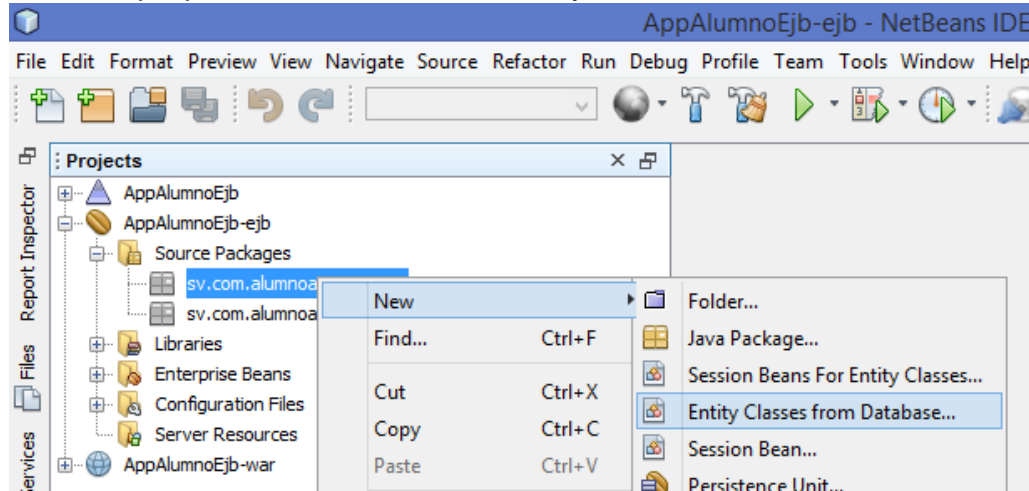 AppAlumnoEjb-ejb - NetBeans IDE
File Edit Format Preview View Navigate Source Refactor Run Debug Profile Team Tools Window Help
Projects
AppAlumnoEjb
AppAlumnoEjb-ejb
Source Packages
sv.com.alumnoa
sv.com.alumnoa
Libraries
Enterprise Beans
Configuration Files
Server Resources
AppAlumnoEjb-war
Report Inspector
Files
Services
New
Find... Ctrl+F
Cut Ctrl+X
Copy Ctrl+C
Paste Ctrl+V
Folder...
Java Package...
Session Beans For Entity Classes...
Entity Classes from Database...
Session Bean...
Persistence Unit...